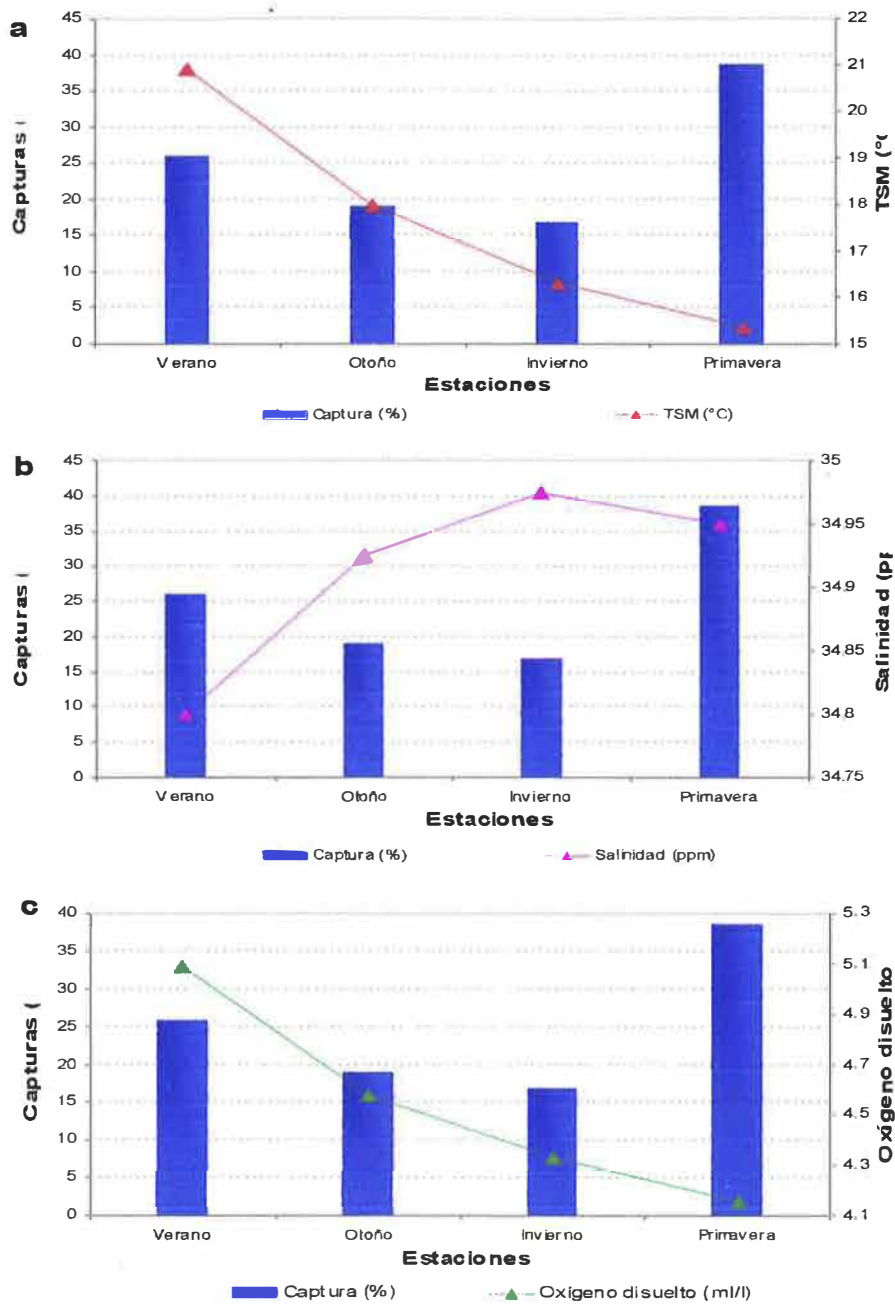 a
45
40
35
30
25
20
15
10
5
0
Capturas (
22
21
20
19
18
17
16
15
TSM (°C
Verano Otoño Invierno Primavera
Estaciones
Captura (%) TSM (°C)
b
45
40
35
30
25
20
15
10
5
0
Capturas (
35
34.95
34.9
34.85
34.8
34.75
Salinidad (pp
Verano Otoño Invierno Primavera
Estaciones
Captura (%) Salinidad (ppm)
c
40
35
30
25
20
15
10
5
0
Capturas (
5.3
5.1
4.9
4.7
4.5
4.3
4.1
Oxígeno disuelto
Verano Otoño Invierno Primavera
Estaciones
Captura (%) Oxígeno disuelto (ml/l)